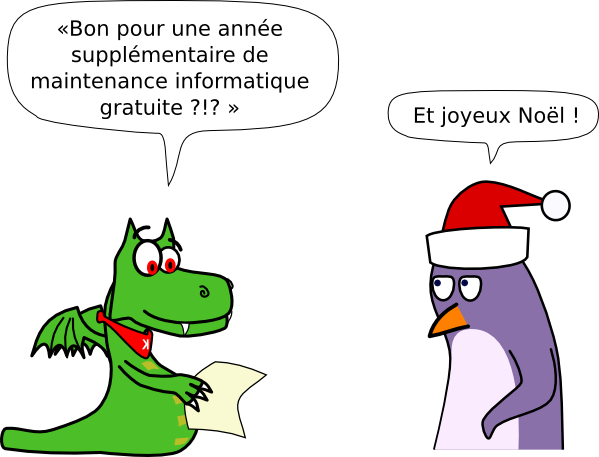 «Bon pour une année
supplémentaire de
maintenance informatique
gratuite ?!? »
Et joyeux Noël !
K